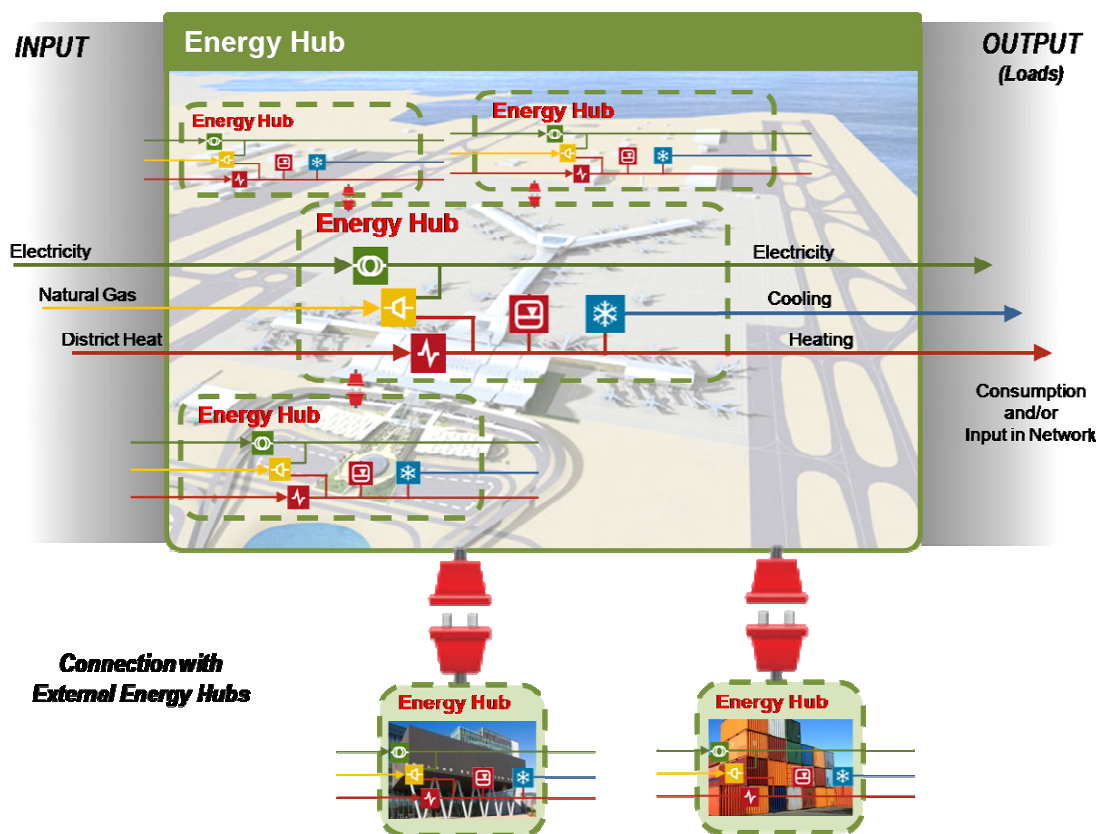 INPUT
Energy Hub
OUTPUT
(Loads)
Energy Hub
Energy Hub
Energy Hub
Electricity
Electricity
Natural Gas
Cooling
District Heat
Heating
Energy Hub
Consumption
and/or
Input in Network
Connection with
External Energy Hubs
Energy Hub
Energy Hub